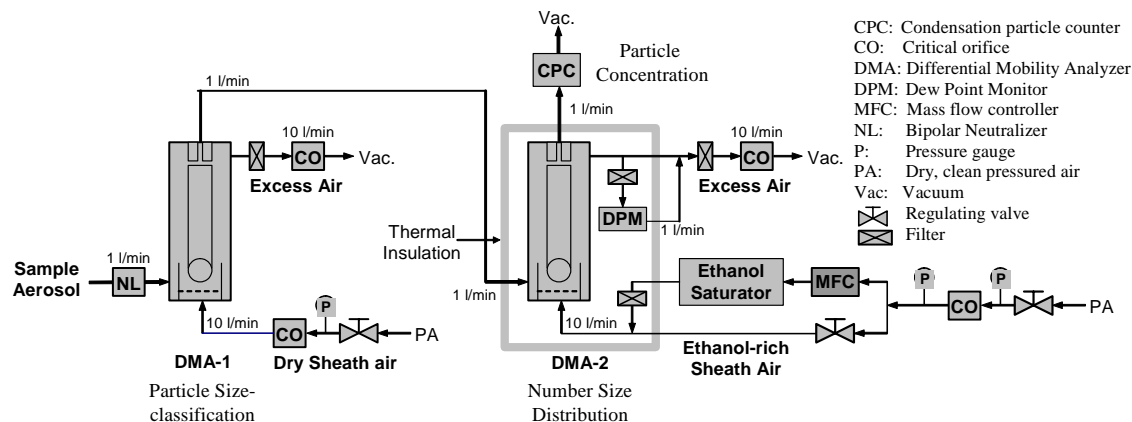 Vac.
CPC
Particle
Concentration
1 l/min
1 l/min
10 l/min
CO
Vac.
Excess Air
10 l/min
CO
Vac.
Excess Air
DPM
1 l/min
Thermal
Insulation
Sample
Aerosol
1 l/min
NL
1 l/min
10 l/min
P
CO
PA
Dry Sheath air
DMA-1
Particle Size-
classification
10 l/min
Ethanol
Saturator
MFC
P
CO
P
PA
Ethanol-rich
Sheath Air
DMA-2
Number Size
Distribution
CPC: Condensation particle counter
CO: Critical orifice
DMA: Differential Mobility Analyzer
DPM: Dew Point Monitor
MFC: Mass flow controller
NL: Bipolar Neutralizer
P: Pressure gauge
PA: Dry, clean pressured air
Vac: Vacuum
Regulating valve
Filter